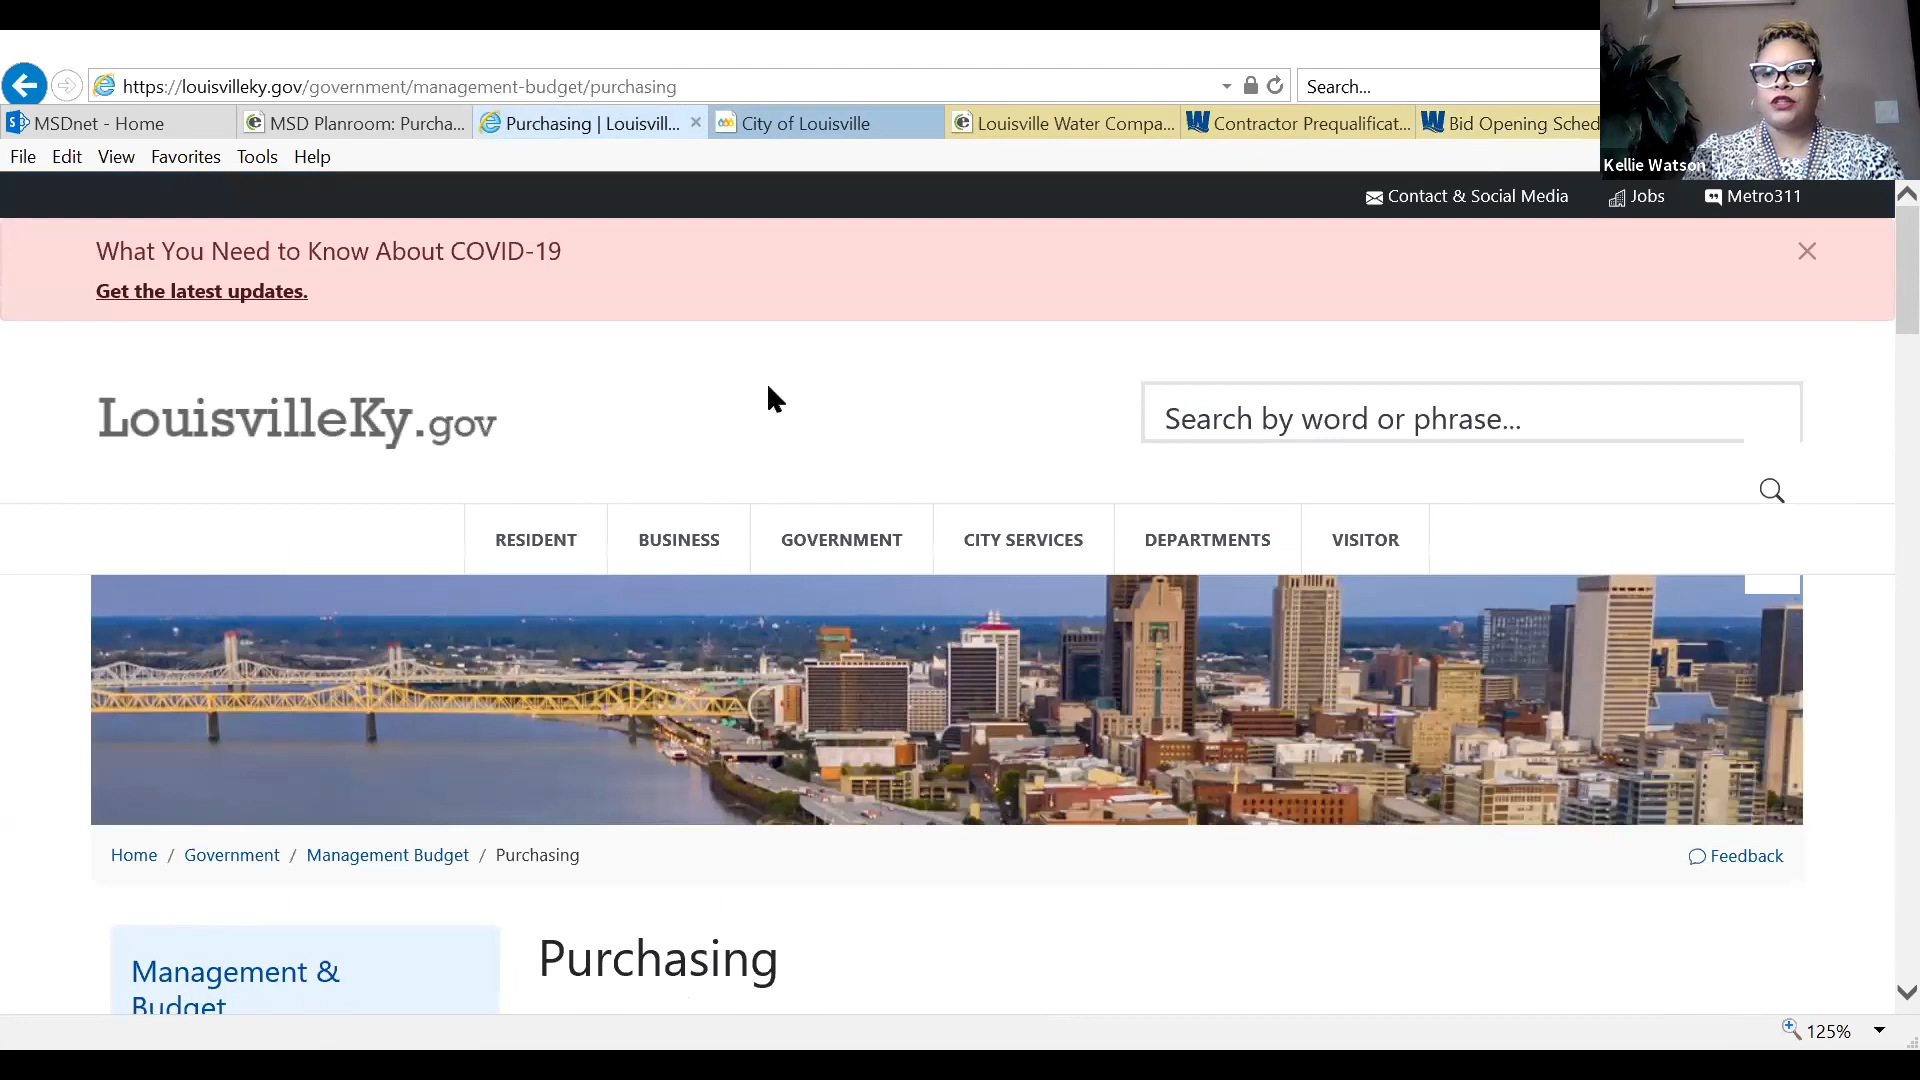 https://louisvilleky.gov/government/management-budget/purchasing
Search...
MSDnet - Home
MSD Planroom: Purcha...
Purchasing | Louisvill...
City of Louisville
Louisville Water Compa...
Contractor Prequalificat...
Bid Opening Sched
File Edit View Favorites Tools Help
Kellie Watson
Contact & Social Media
Jobs
Metro311
What You Need to Know About COVID-19
Get the latest updates.
LouisvilleKy.gov
Search by word or phrase...
RESIDENT
BUSINESS
GOVERNMENT
CITY SERVICES
DEPARTMENTS
VISITOR
Home / Government / Management Budget / Purchasing
Feedback
Management &
Budget
Purchasing
125%